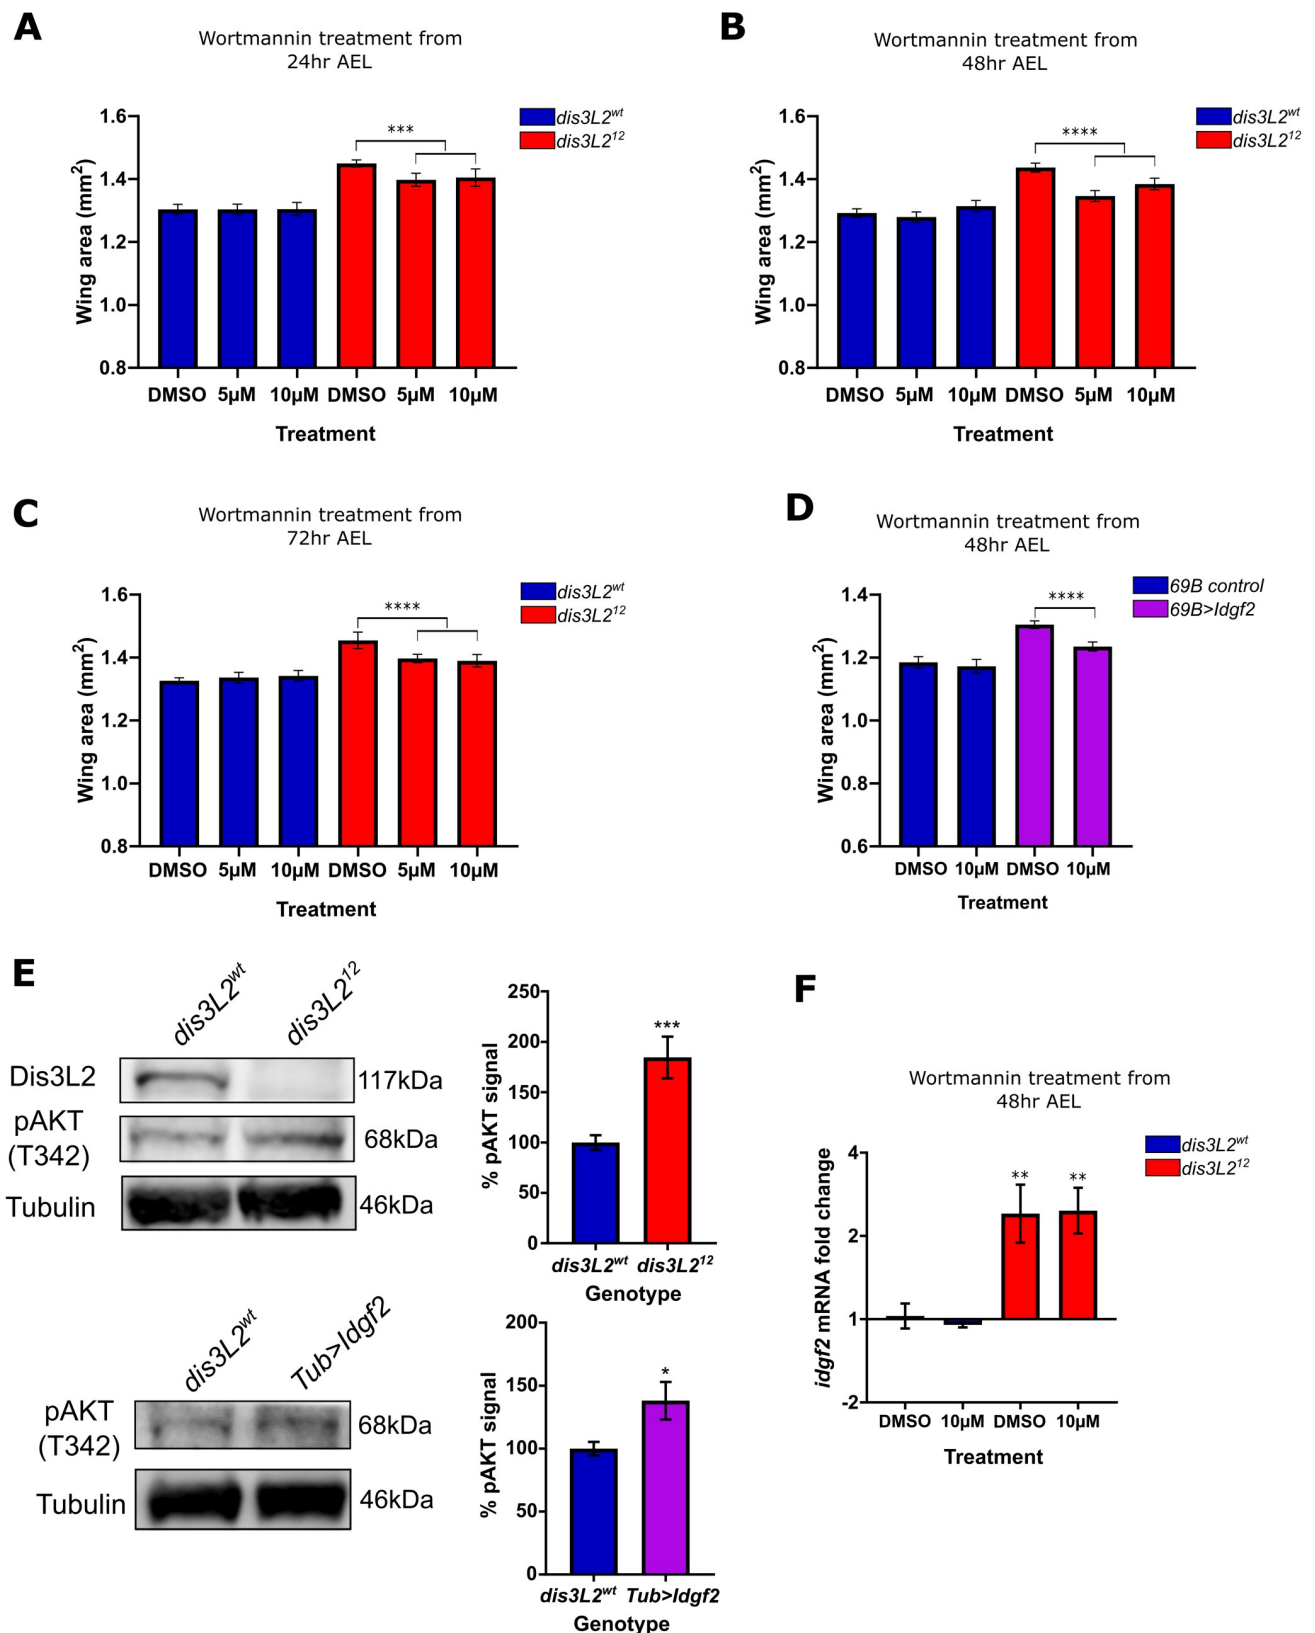 A
Wortmannin treatment from
24hr AEL
1.6
1.4
1.2
1.0
0.8
Wing area (mm²)
***
dis3L2ʷᵗ
dis3L2¹²
DMSO 5µM 10µM DMSO 5µM 10µM
Treatment
B
Wortmannin treatment from
48hr AEL
1.6
1.4
1.2
1.0
0.8
Wing area (mm²)
****
dis3L2ʷᵗ
dis3L2¹²
DMSO 5µM 10µM DMSO 5µM 10µM
Treatment
C
Wortmannin treatment from
72hr AEL
1.6
1.4
1.2
1.0
0.8
Wing area (mm²)
****
dis3L2ʷᵗ
dis3L2¹²
DMSO 5µM 10µM DMSO 5µM 10µM
Treatment
D
Wortmannin treatment from
48hr AEL
1.4
1.2
1.0
0.8
0.6
Wing area (mm²)
****
69B control
69B>Idgf2
DMSO 10µM DMSO 10µM
Treatment
E
dis3L2ʷᵗ dis3L2¹²
Dis3L2 117kDa
pAKT
(T342) 68kDa
Tubulin 46kDa
250
200
150
100
50
0
% pAKT signal
***
dis3L2ʷᵗ dis3L2¹²
Genotype
dis3L2ʷᵗ Tub>Idgf2
pAKT
(T342) 68kDa
Tubulin 46kDa
200
150
100
50
0
% pAKT signal
*
dis3L2ʷᵗ Tub>Idgf2
Genotype
F
Wortmannin treatment from
48hr AEL
4
2
1
-2
idgf2 mRNA fold change
** **
dis3L2ʷᵗ
dis3L2¹²
DMSO 10µM DMSO 10µM
Treatment